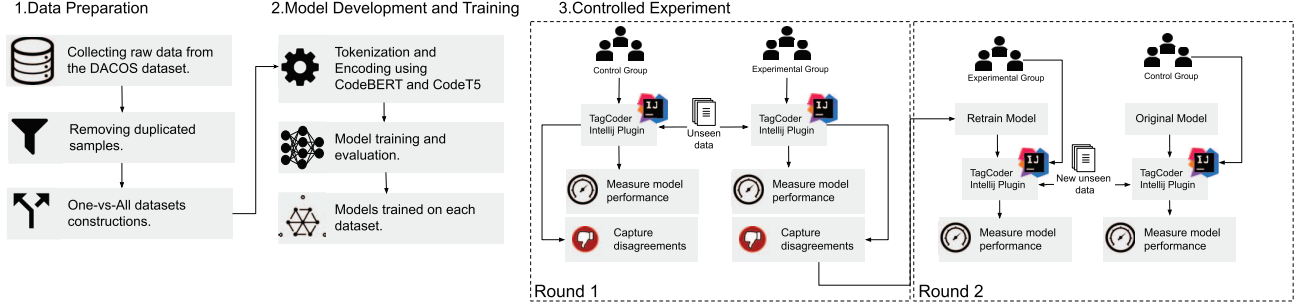 1.Data Preparation
Collecting raw data from
the DACOS dataset.
Removing duplicated
samples.
One-vs-All datasets
constructions.
2.Model Development and Training
Tokenization and
Encoding using
CodeBERT and CodeT5
Model training and
evaluation.
Models trained on each
dataset.
3.Controlled Experiment
Control Group
Experimental Group
TagCoder
Intellij Plugin
IJ
Unseen
data
TagCoder
Intellij Plugin
IJ
Measure model
performance
Measure model
performance
Capture
disagreements
Capture
disagreements
Round 1
Experimental Group
Control Group
Retrain Model
Original Model
TagCoder
Intellij Plugin
IJ
New unseen
data
TagCoder
Intellij Plugin
IJ
Measure model
performance
Measure model
performance
Round 2